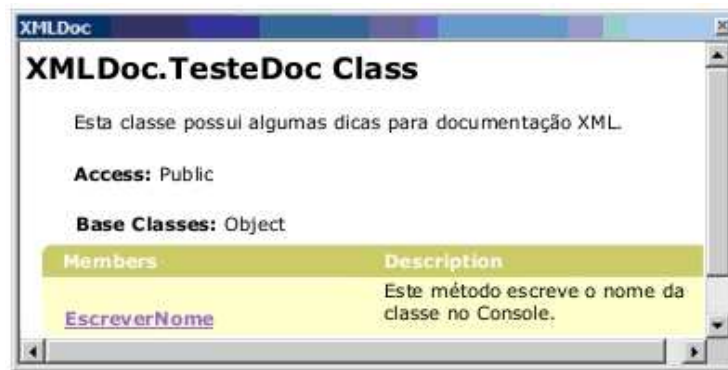 XMLDoc
XMLDoc.TesteDoc Class
Esta classe possui algumas dicas para documentação XML.
Access: Public
Base Classes: Object
Members Description
Este método escreve o nome da
classe no Console.
EscreverNome